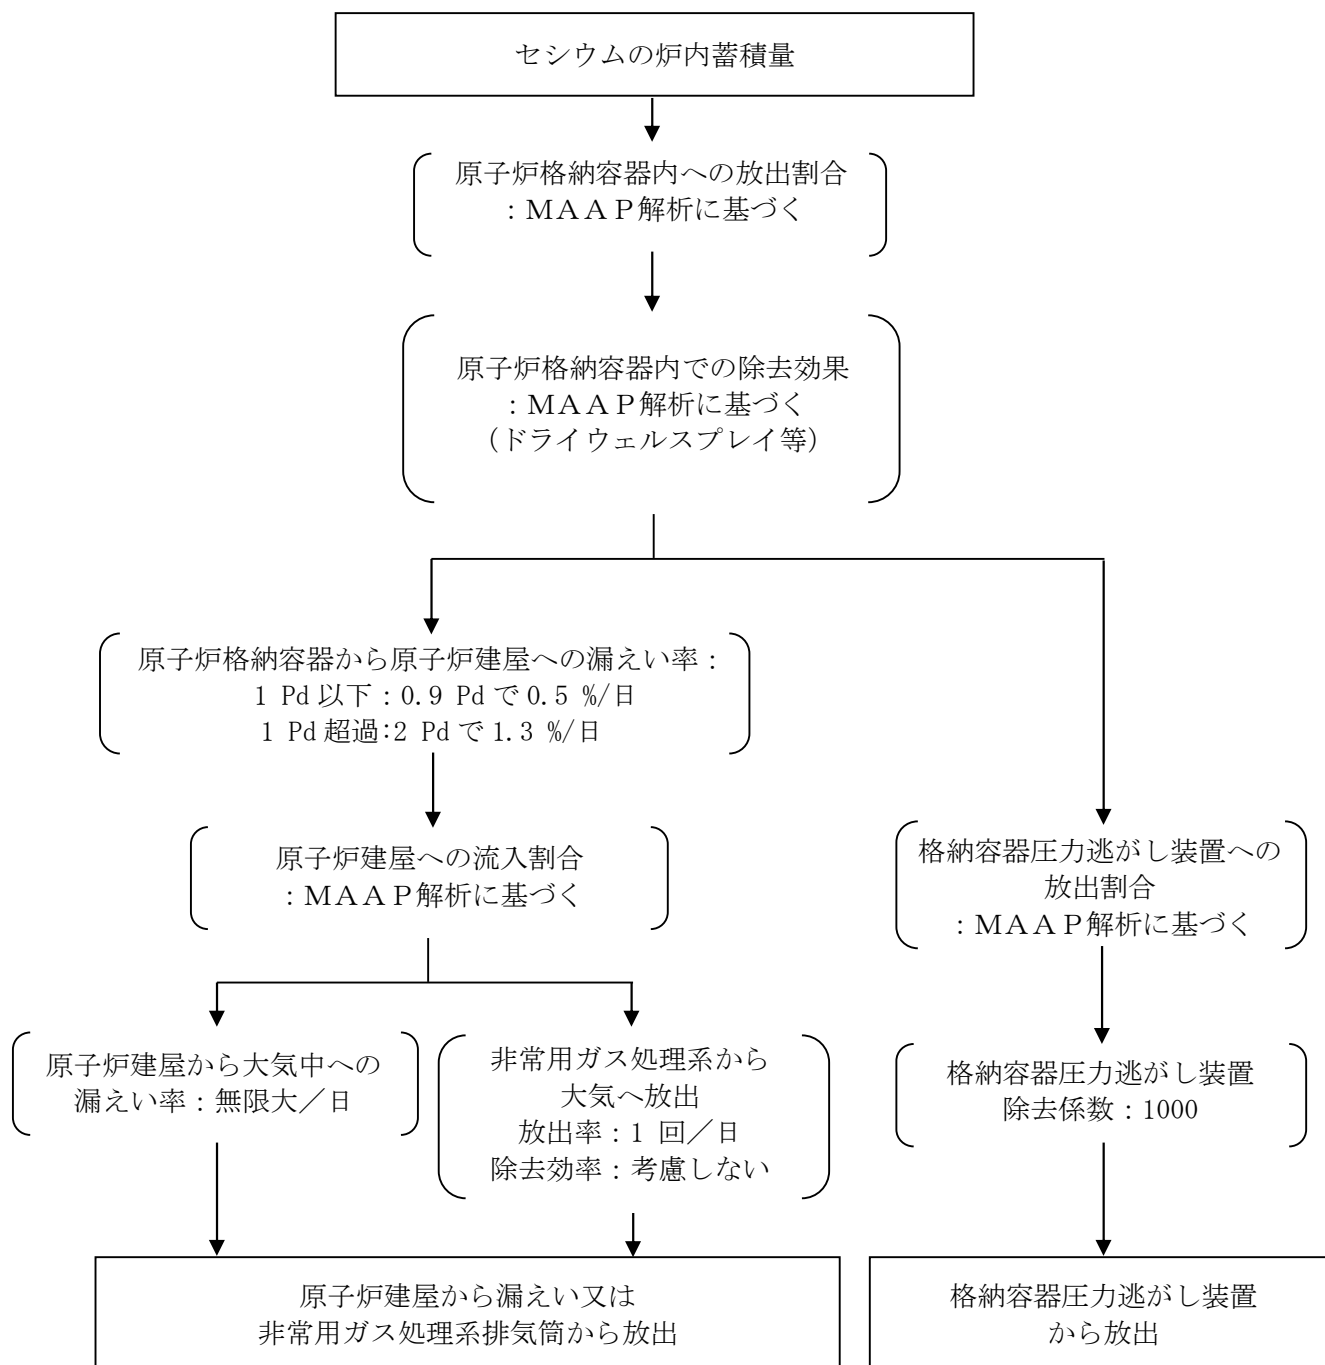 セシウムの炉内蓄積量
原子炉格納容器内への放出割合
：ＭＡＡＰ解析に基づく
原子炉格納容器内での除去効果
：ＭＡＡＰ解析に基づく
（ドライウェルスプレイ等）
原子炉格納容器から原子炉建屋への漏えい率：
1 Pd 以下：0.9 Pd で 0.5 %/日
1 Pd 超過：2 Pd で 1.3 %/日
原子炉建屋への流入割合
：ＭＡＡＰ解析に基づく
格納容器圧力逃がし装置への
放出割合
：ＭＡＡＰ解析に基づく
原子炉建屋から大気中への
漏えい率：無限大／日
非常用ガス処理系から
大気へ放出
放出率：1 回／日
除去効率：考慮しない
格納容器圧力逃がし装置
除去係数：1000
原子炉建屋から漏えい又は
非常用ガス処理系排気筒から放出
格納容器圧力逃がし装置
から放出